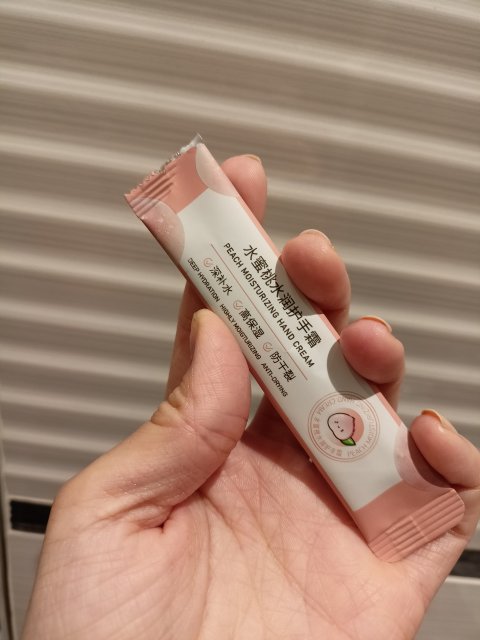 水蜜桃水润护手霜
PEACH MOISTURIZING HAND CREAM
深补水 高保湿 防干裂
DEEP HYDRATION HIGHLY MOISTURIZING ANTI-DRYING